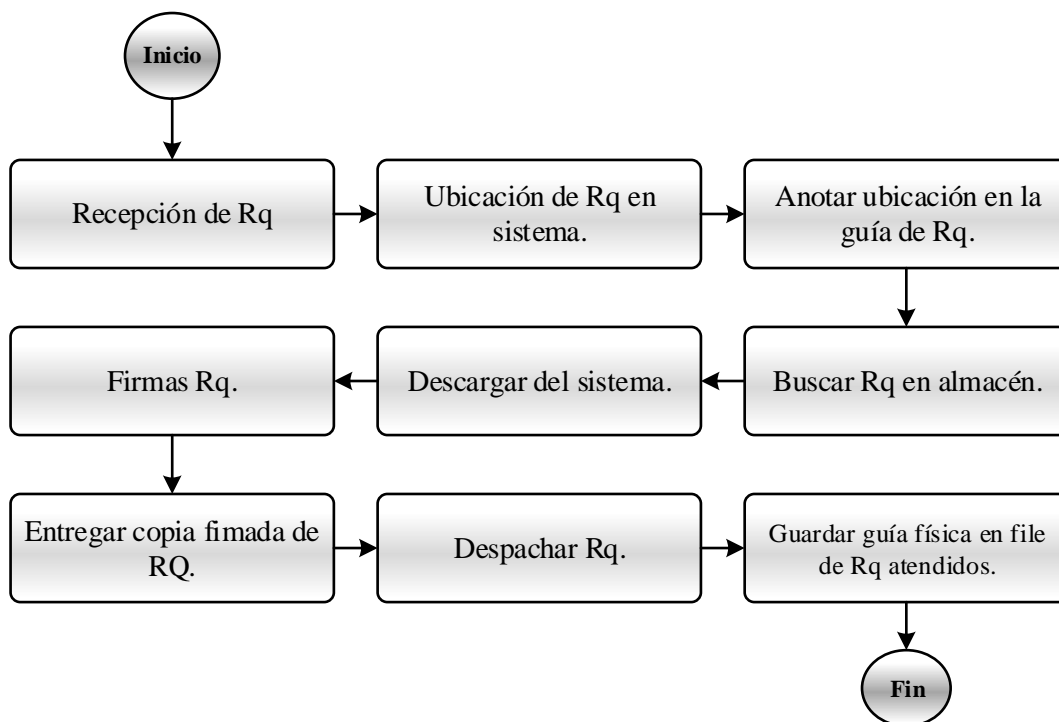 Inicio
Recepción de Rq
Ubicación de Rq en
sistema.
Anotar ubicación en la
guía de Rq.
Buscar Rq en almacén.
Descargar del sistema.
Firmas Rq.
Entregar copia fimada de
RQ.
Despachar Rq.
Guardar guía física en file
de Rq atendidos.
Fin